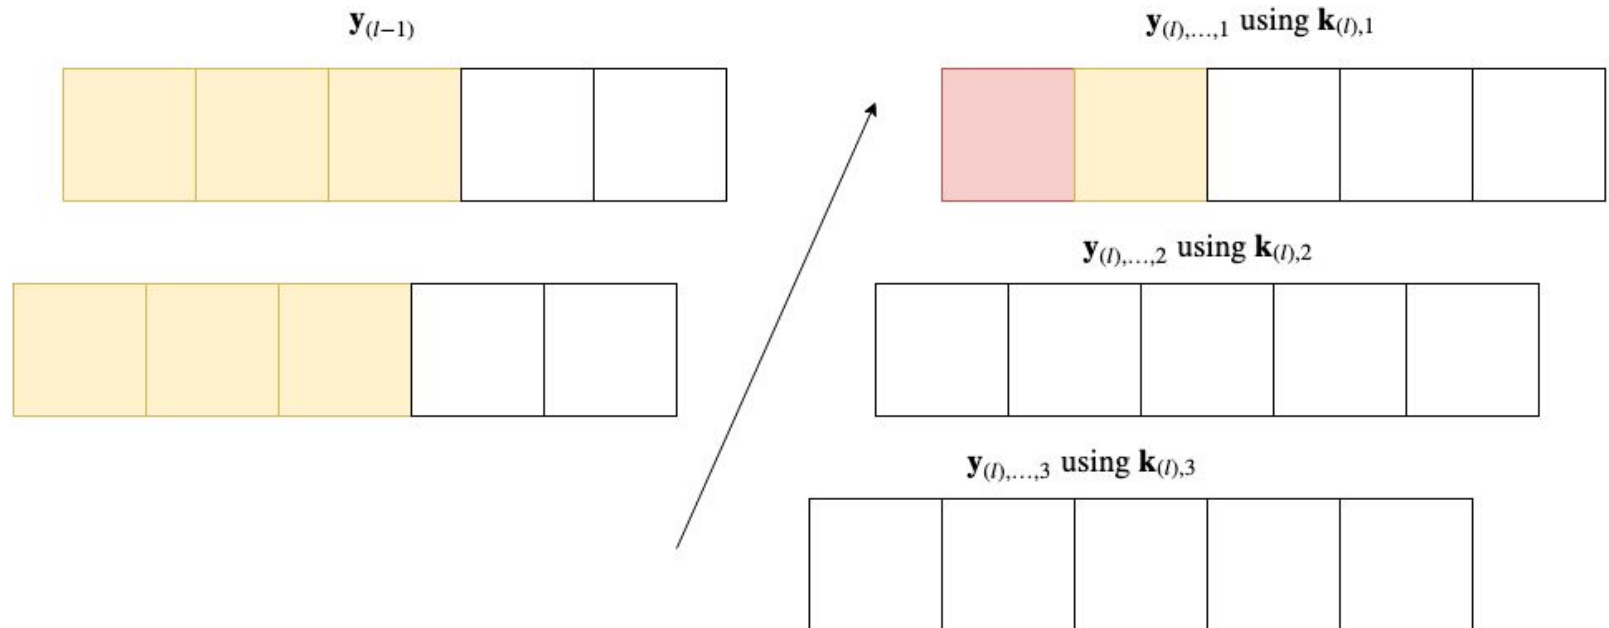 y(l−1)
y(l),…,1 using k(l),1
y(l),…,2 using k(l),2
y(l),…,3 using k(l),3